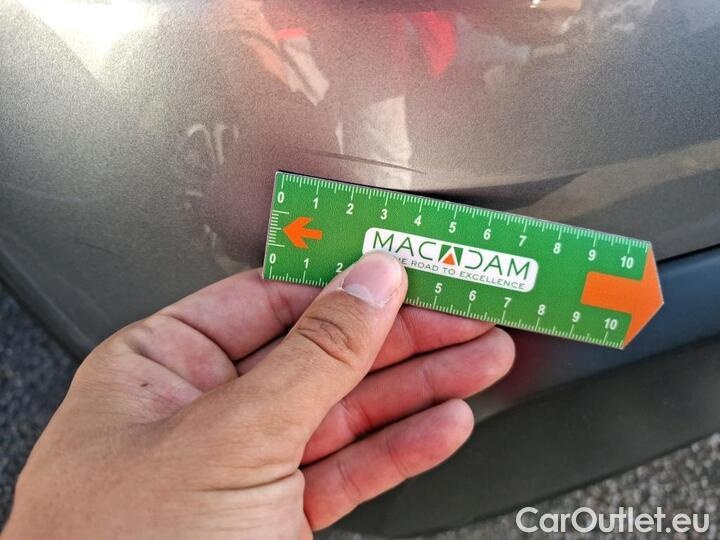 0 1 2 3 4 5 6 7 8 9 10
MACADAM
THE ROAD TO EXCELLENCE
0 1 2 5 6 7 8 9 10
CarOutlet.eu